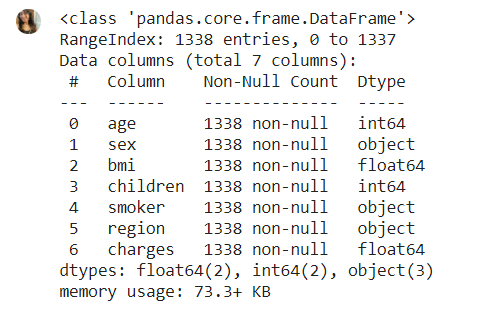 <class 'pandas.core.frame.DataFrame'>
RangeIndex: 1338 entries, 0 to 1337
Data columns (total 7 columns):
 #   Column    Non-Null Count  Dtype
---  ------    --------------  -----
 0   age       1338 non-null   int64
 1   sex       1338 non-null   object
 2   bmi       1338 non-null   float64
 3   children  1338 non-null   int64
 4   smoker    1338 non-null   object
 5   region    1338 non-null   object
 6   charges   1338 non-null   float64
dtypes: float64(2), int64(2), object(3)
memory usage: 73.3+ KB